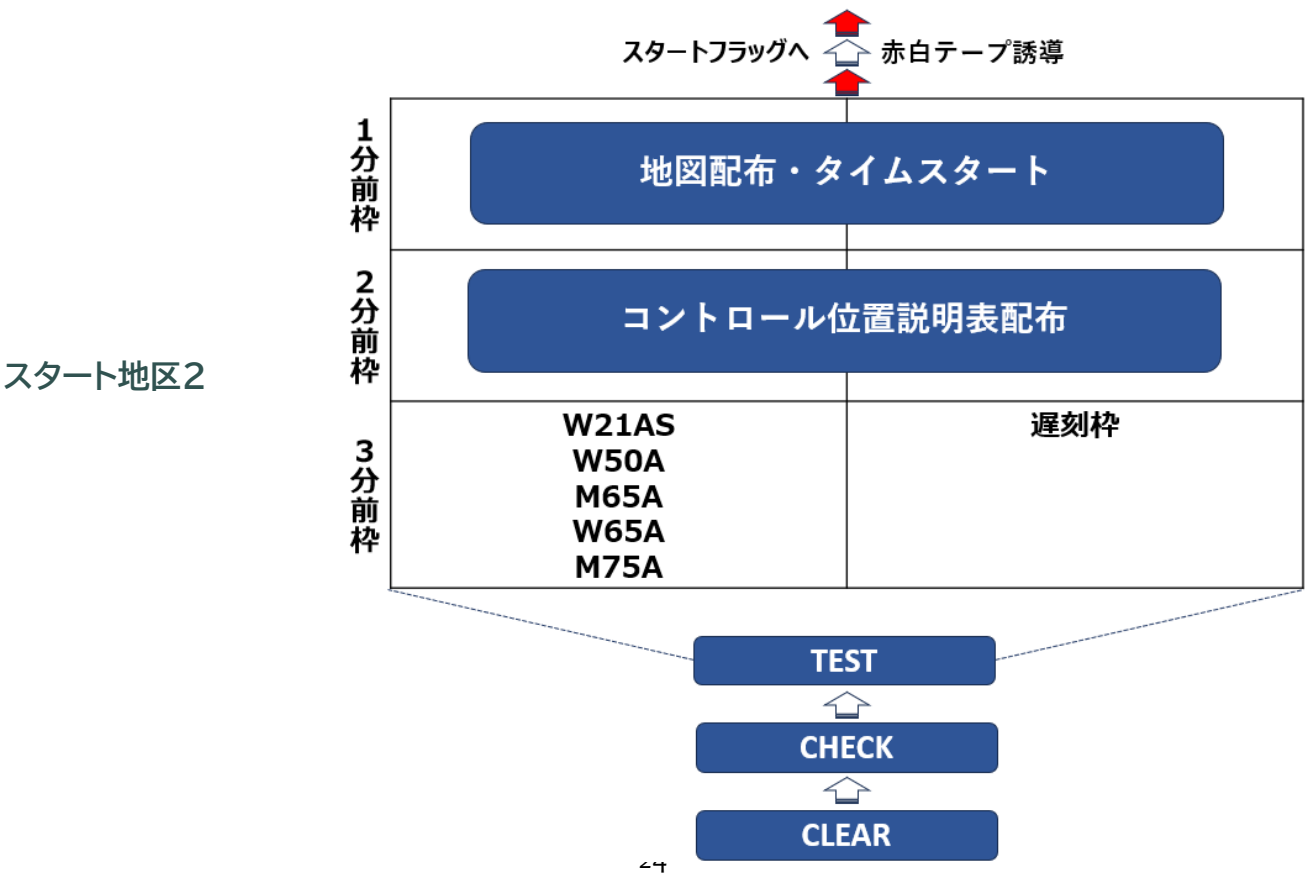 スタートフラッグへ
赤白テープ誘導
1分前枠
地図配布・タイムスタート
2分前枠
コントロール位置説明表配布
スタート地区2
3分前枠
W21AS
W50A
M65A
W65A
M75A
遅刻枠
TEST
CHECK
CLEAR
24